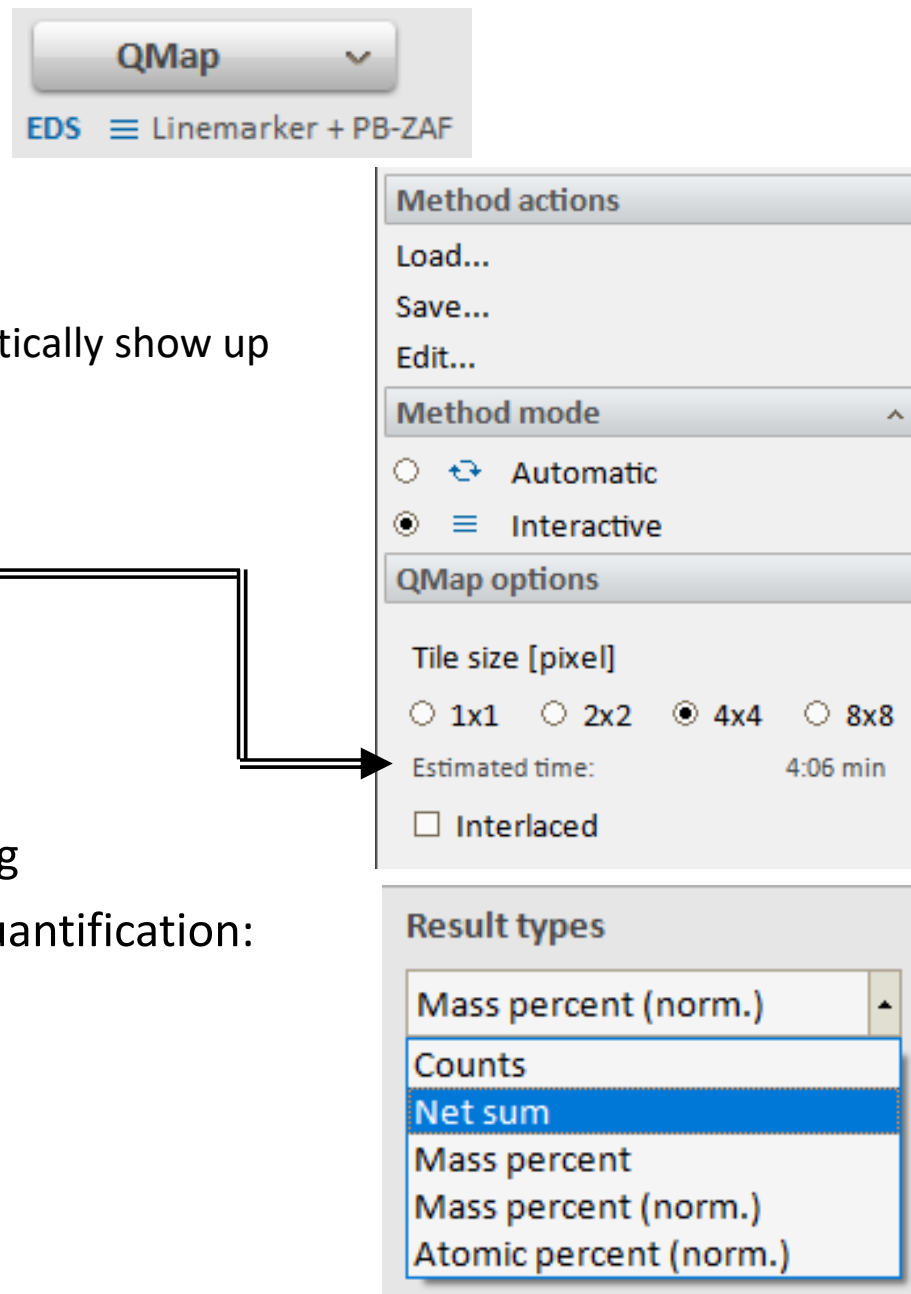 QMap
EDS Linemarker + PB-ZAF
Method actions
Load...
Save...
tically show up
Edit...
Method mode
Automatic
Interactive
QMap options
Tile size [pixel]
1x1 2x2 4x4 8x8
Estimated time: 4:06 min
Interlaced
g
uantification:
Result types
Mass percent (norm.)
Counts
Net sum
Mass percent
Mass percent (norm.)
Atomic percent (norm.)